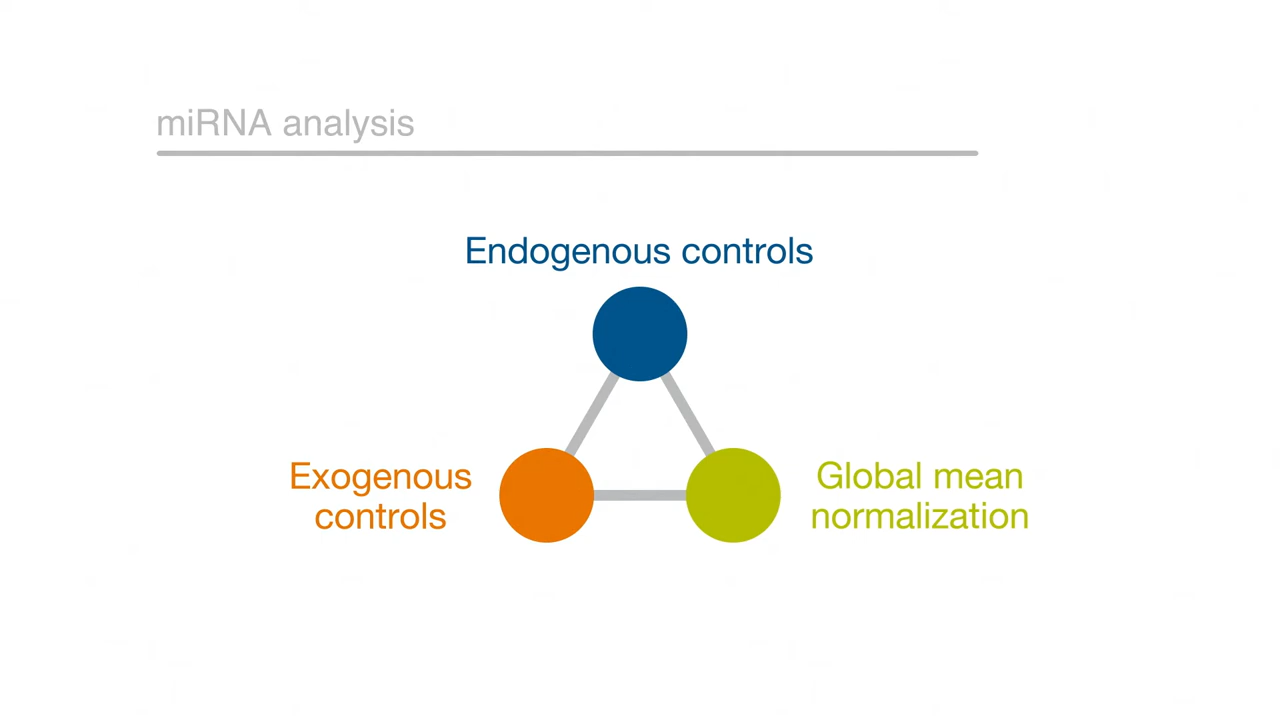 miRNA analysis
Endogenous controls
Exogenous
controls
Global mean
normalization